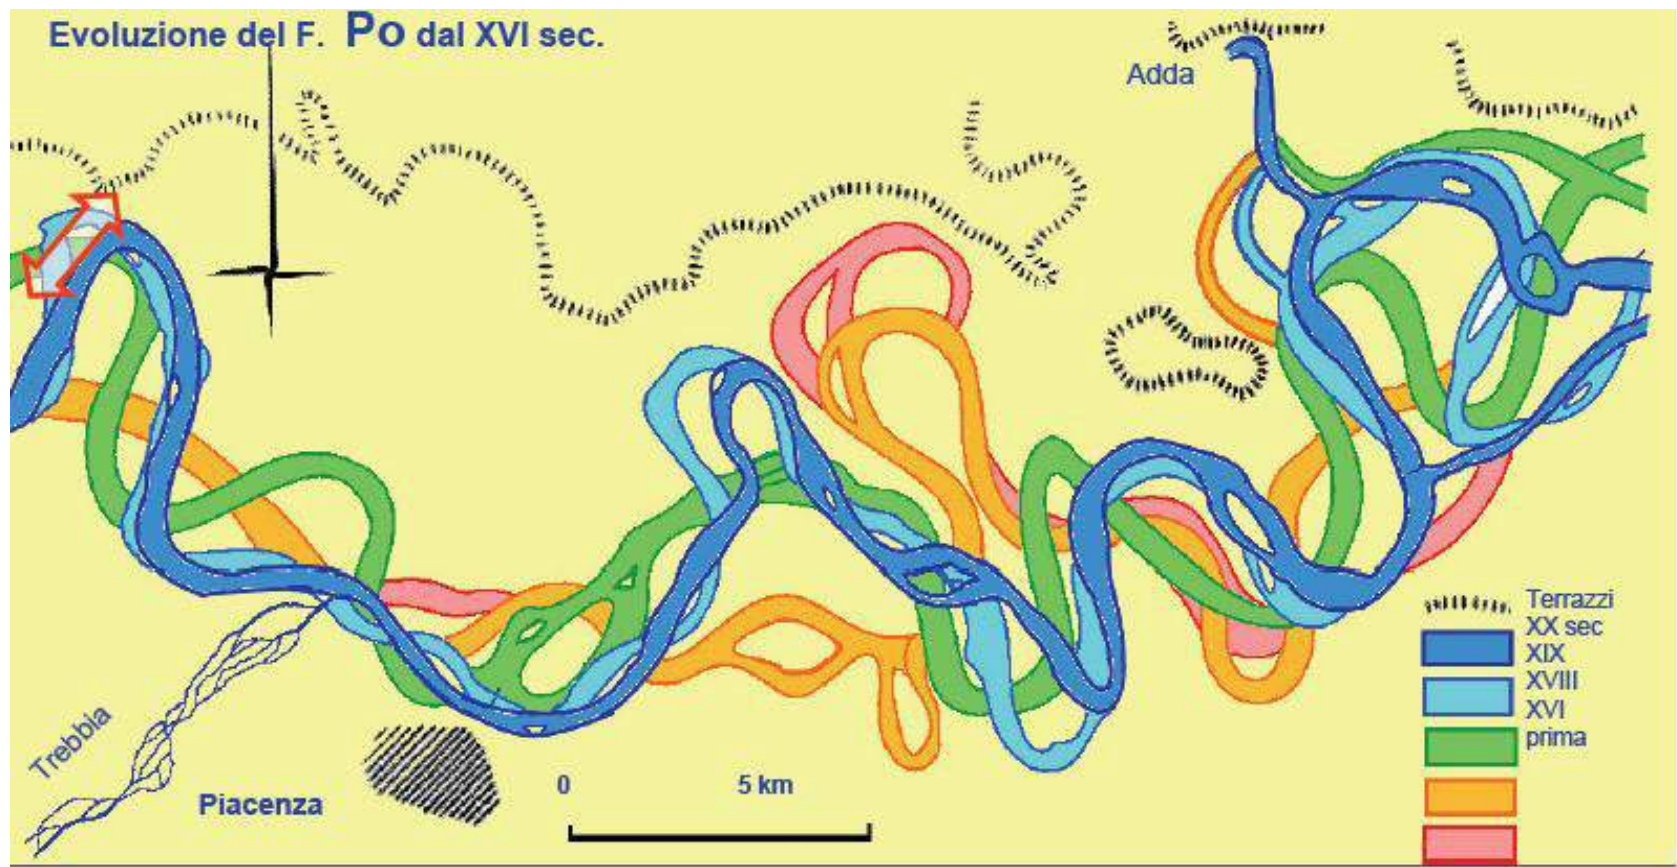 Evoluzione del F. Po dal XVI sec.
Adda
Trebbia
Piacenza
0 5 km
Terrazzi
XX sec
XIX
XVIII
XVI
prima